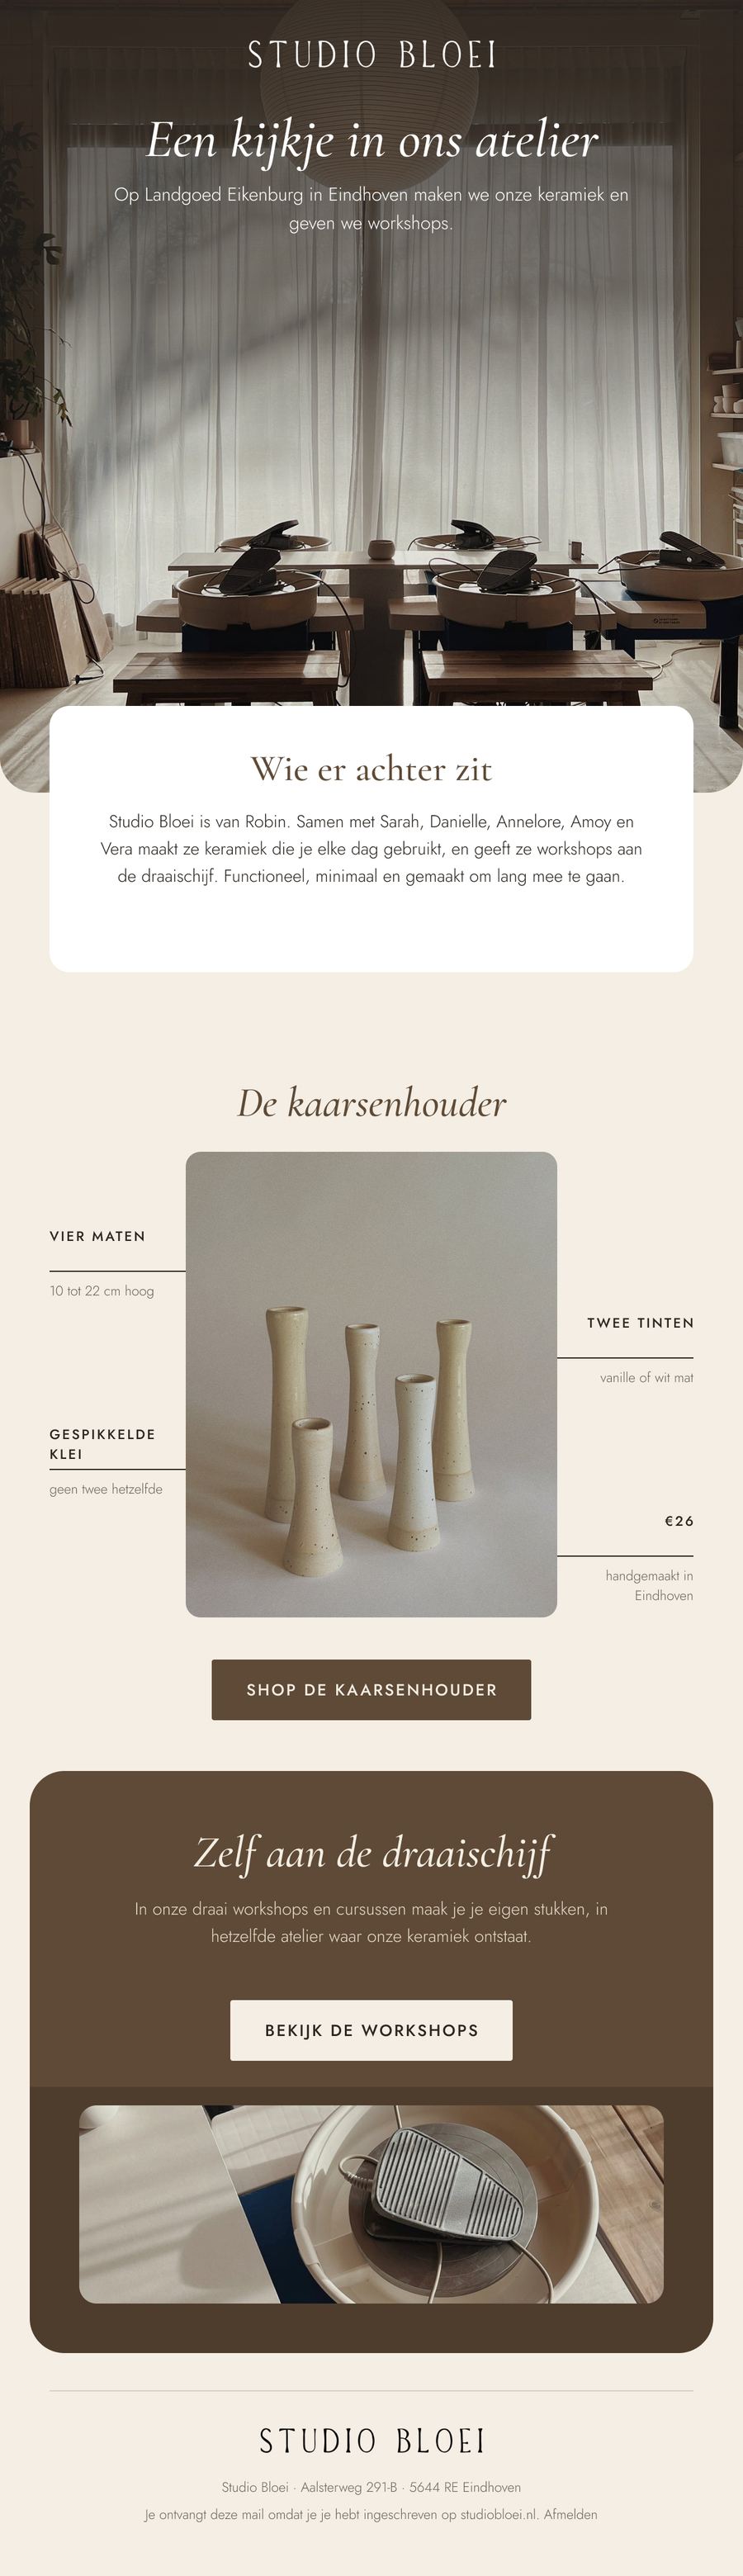 STUDIO BLOEI
Een kijkje in ons atelier
Op Landgoed Eikenburg in Eindhoven maken we onze keramiek en
geven we workshops.
Wie er achter zit
Studio Bloei is van Robin. Samen met Sarah, Danielle, Annelore, Amoy en
Vera maakt ze keramiek die je elke dag gebruikt, en geeft ze workshops aan
de draaischijf. Functioneel, minimaal en gemaakt om lang mee te gaan.
De kaarsenhouder
VIER MATEN
10 tot 22 cm hoog
TWEE TINTEN
vanille of wit mat
GESPIKKELDE
KLEI
geen twee hetzelfde
€26
handgemaakt in
Eindhoven
SHOP DE KAARSENHOUDER
Zelf aan de draaischijf
In onze draai workshops en cursussen maak je je eigen stukken, in
hetzelfde atelier waar onze keramiek ontstaat.
BEKIJK DE WORKSHOPS
STUDIO BLOEI
Studio Bloei · Aalsterweg 291-B · 5644 RE Eindhoven
Je ontvangt deze mail omdat je je hebt ingeschreven op studiobloei.nl. Afmelden